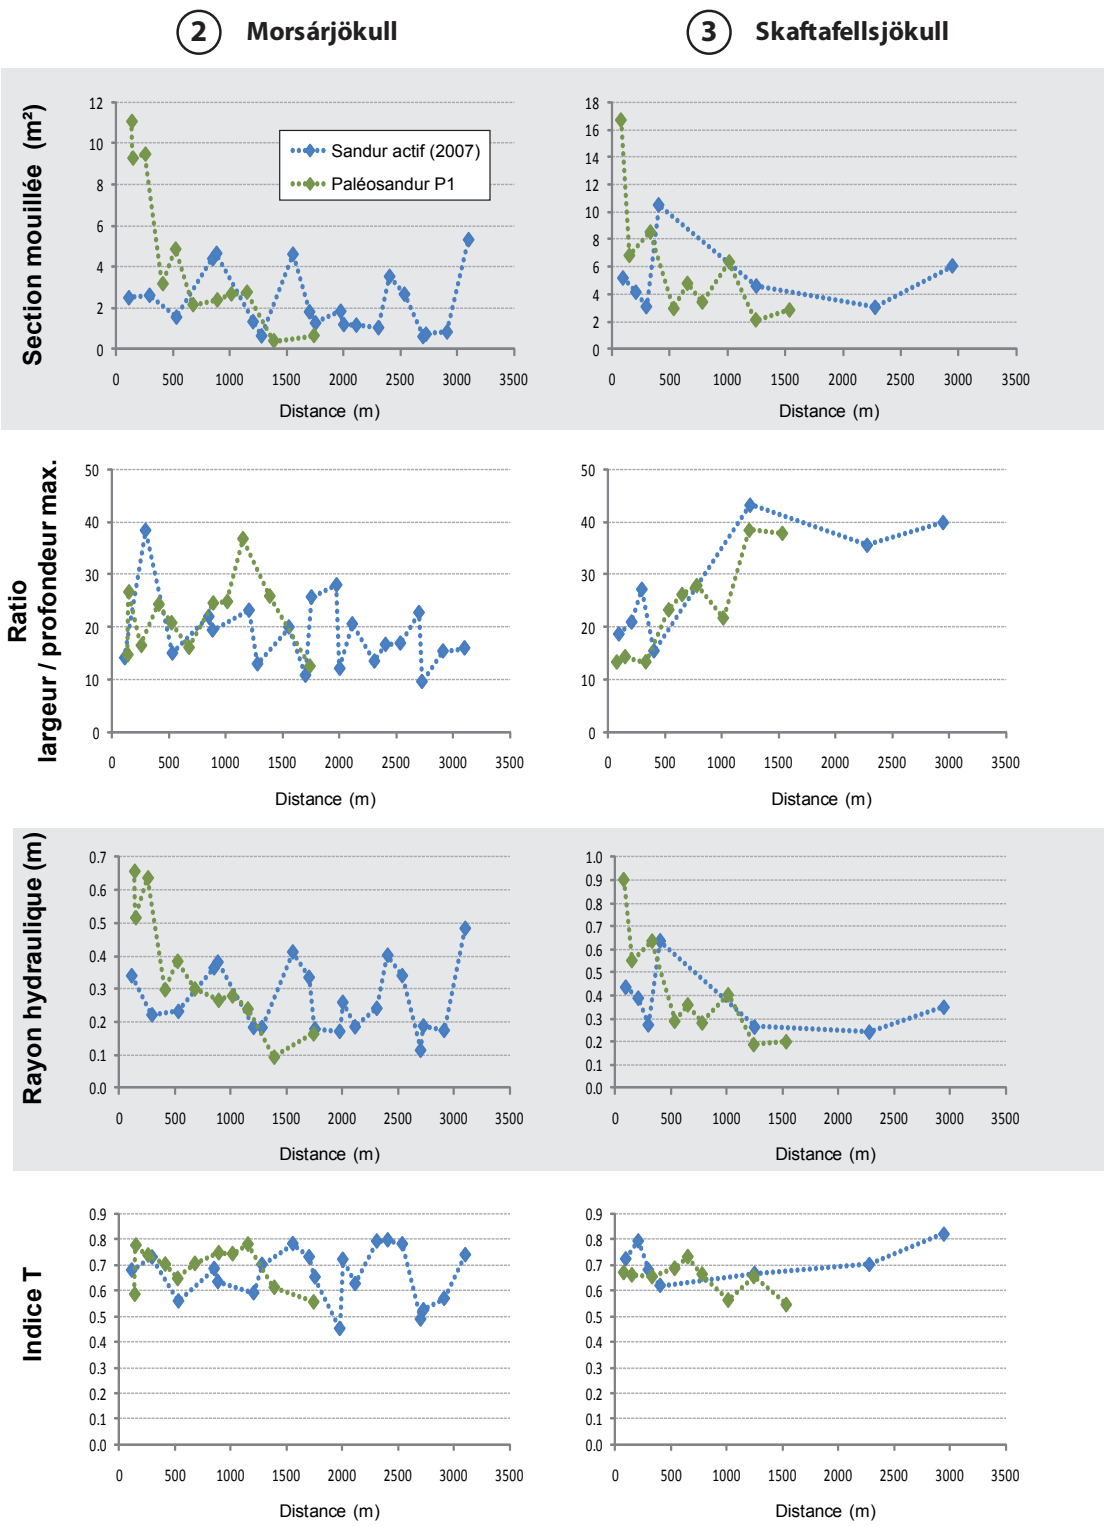 2 Morsárjökull
3 Skaftafellsjökull
Section mouillée (m²)
12
10
8
6
4
2
0
0 500 1000 1500 2000 2500 3000 3500
Distance (m)
Sandur actif (2007)
Paléosandur P1
18
16
14
12
10
8
6
4
2
0
0 500 1000 1500 2000 2500 3000 3500
Distance (m)
Ratio
largeur / profondeur max.
50
40
30
20
10
0
0 500 1000 1500 2000 2500 3000 3500
Distance (m)
50
40
30
20
10
0
0 500 1000 1500 2000 2500 3000 3500
Distance (m)
Rayon hydraulique (m)
0.7
0.6
0.5
0.4
0.3
0.2
0.1
0.0
0 500 1000 1500 2000 2500 3000 3500
Distance (m)
1.0
0.9
0.8
0.7
0.6
0.5
0.4
0.3
0.2
0.1
0.0
0 500 1000 1500 2000 2500 3000 3500
Distance (m)
Indice T
0.9
0.8
0.7
0.6
0.5
0.4
0.3
0.2
0.1
0.0
0 500 1000 1500 2000 2500 3000 3500
Distance (m)
0.9
0.8
0.7
0.6
0.5
0.4
0.3
0.2
0.1
0.0
0 500 1000 1500 2000 2500 3000 3500
Distance (m)